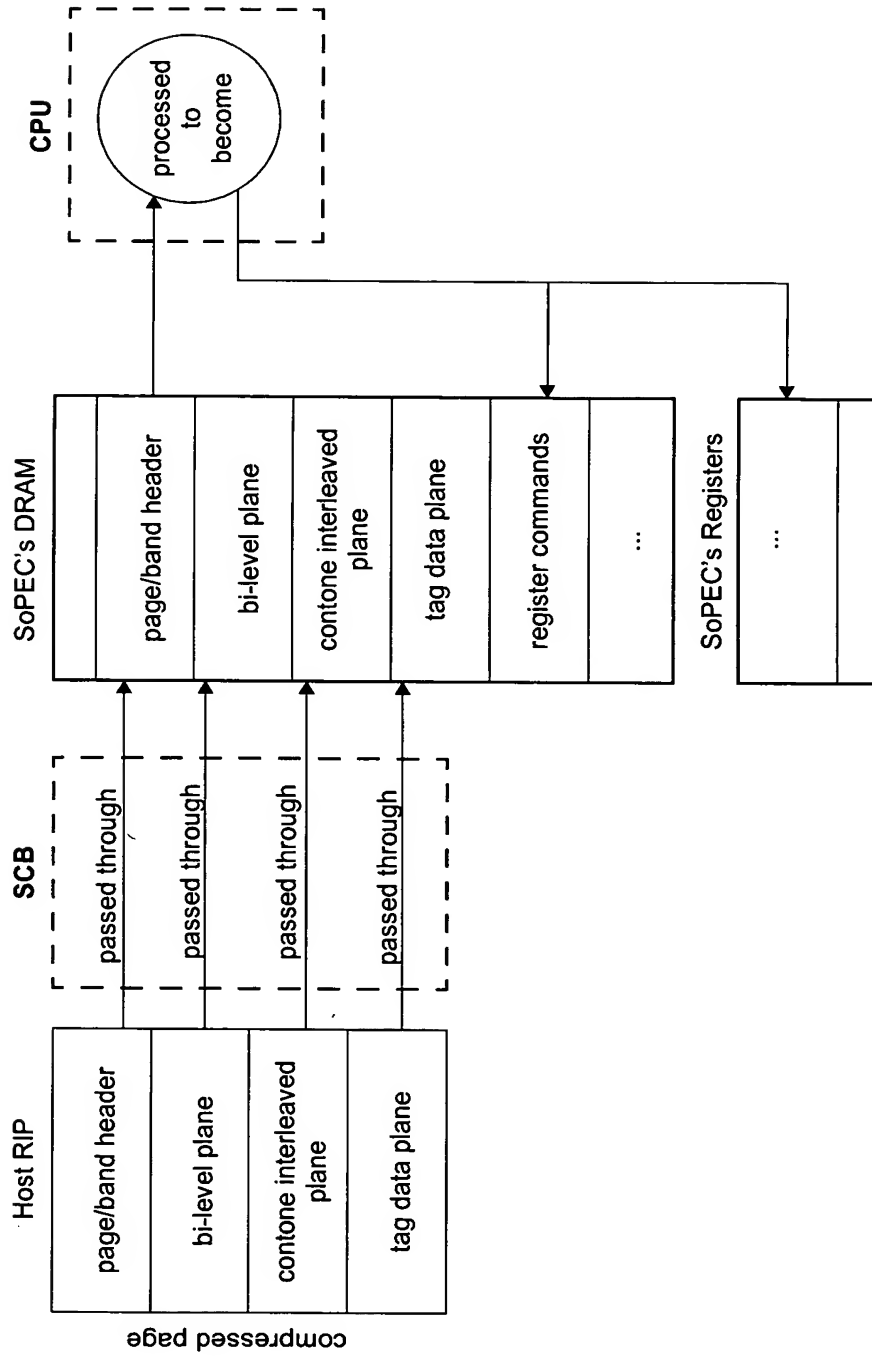 Host RIP
compressed page
page/band header
bi-level plane
contone interleaved
plane
tag data plane
SCB
passed through
passed through
passed through
passed through
SoPEC's DRAM
page/band header
bi-level plane
contone interleaved
plane
tag data plane
register commands
...
CPU
processed
to
become
SoPEC's Registers
...